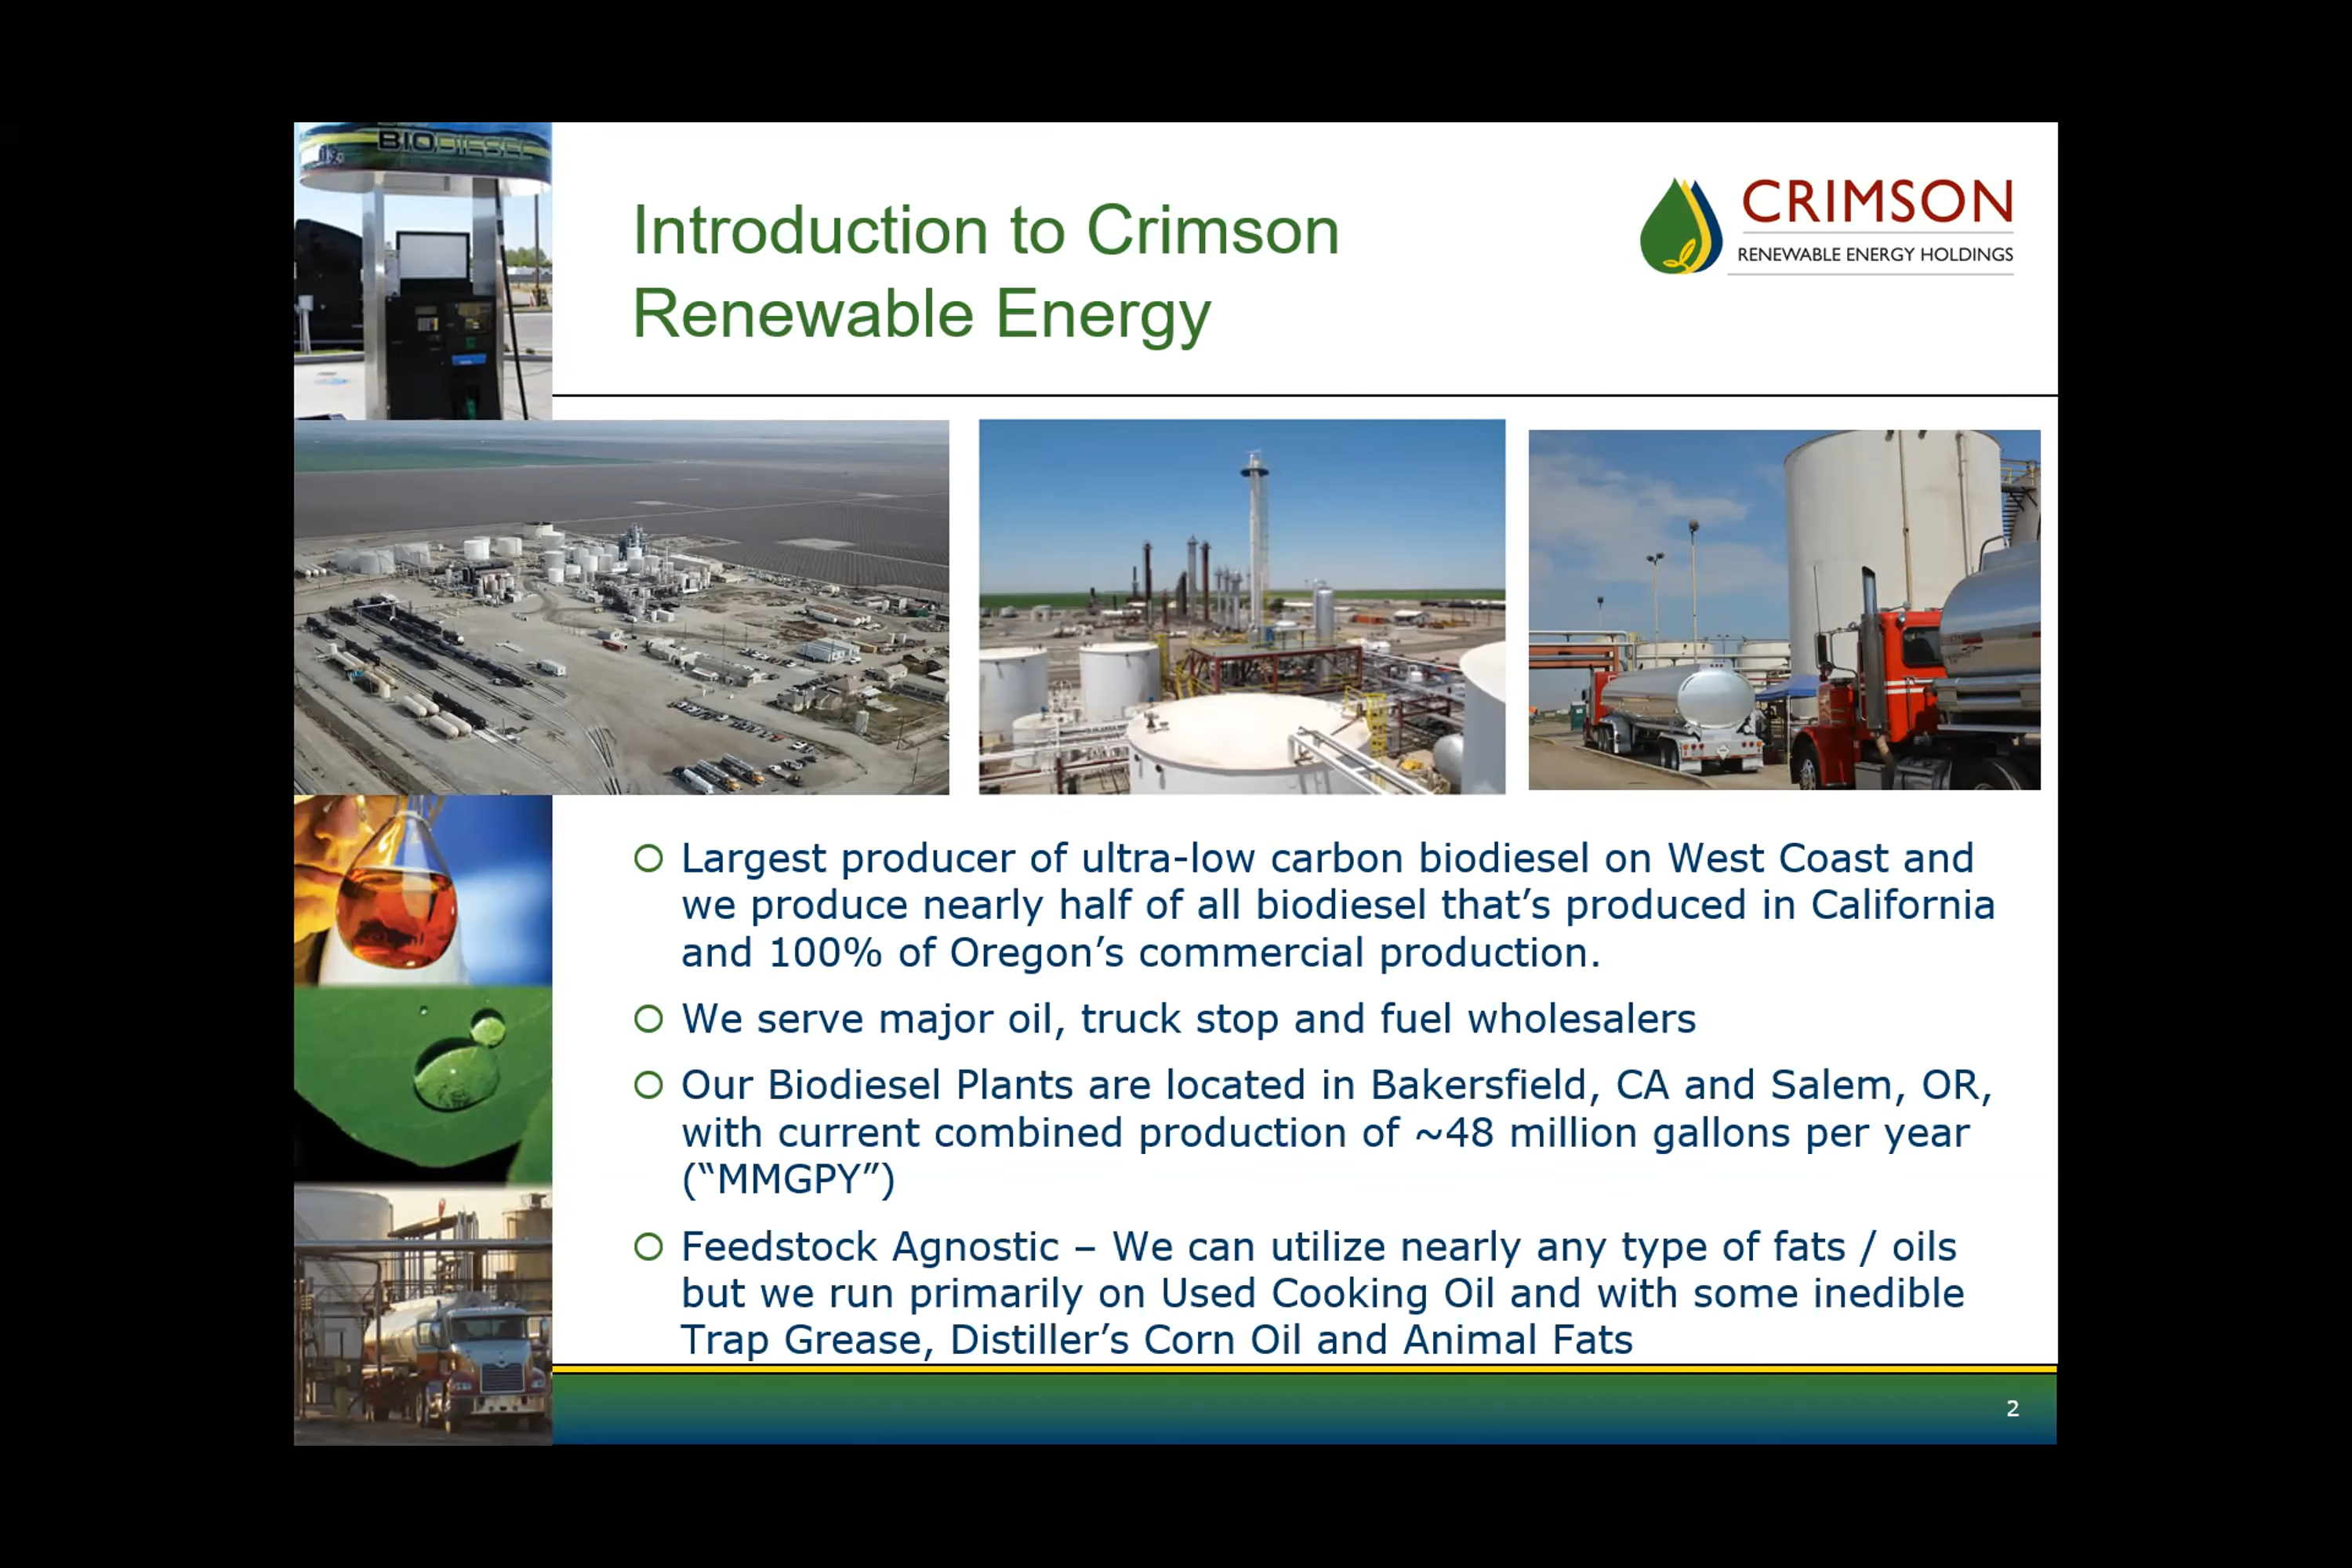 BIODIESEL
Introduction to Crimson
Renewable Energy
CRIMSON
RENEWABLE ENERGY HOLDINGS
○ Largest producer of ultra-low carbon biodiesel on West Coast and
we produce nearly half of all biodiesel that’s produced in California
and 100% of Oregon’s commercial production.
○ We serve major oil, truck stop and fuel wholesalers
○ Our Biodiesel Plants are located in Bakersfield, CA and Salem, OR,
with current combined production of ~48 million gallons per year
(“MMGPY”)
○ Feedstock Agnostic – We can utilize nearly any type of fats / oils
but we run primarily on Used Cooking Oil and with some inedible
Trap Grease, Distiller’s Corn Oil and Animal Fats
2